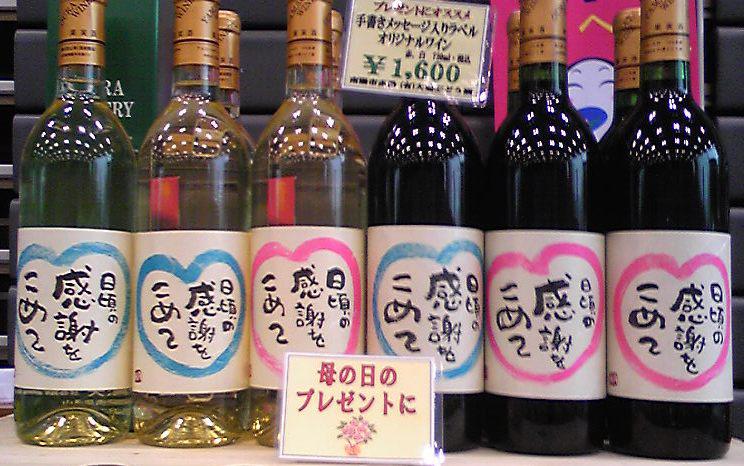 プレゼントにオススメ
手書きメッセージ入りラベル
オリジナルワイン
赤、白 720ml・税込
¥1,600
日頃の
感謝を
こめて
日頃の
感謝を
こめて
日頃の
感謝を
こめて
日頃の
感謝を
こめて
日頃の
感謝を
こめて
日頃の
感謝を
こめて
母の日の
プレゼントに